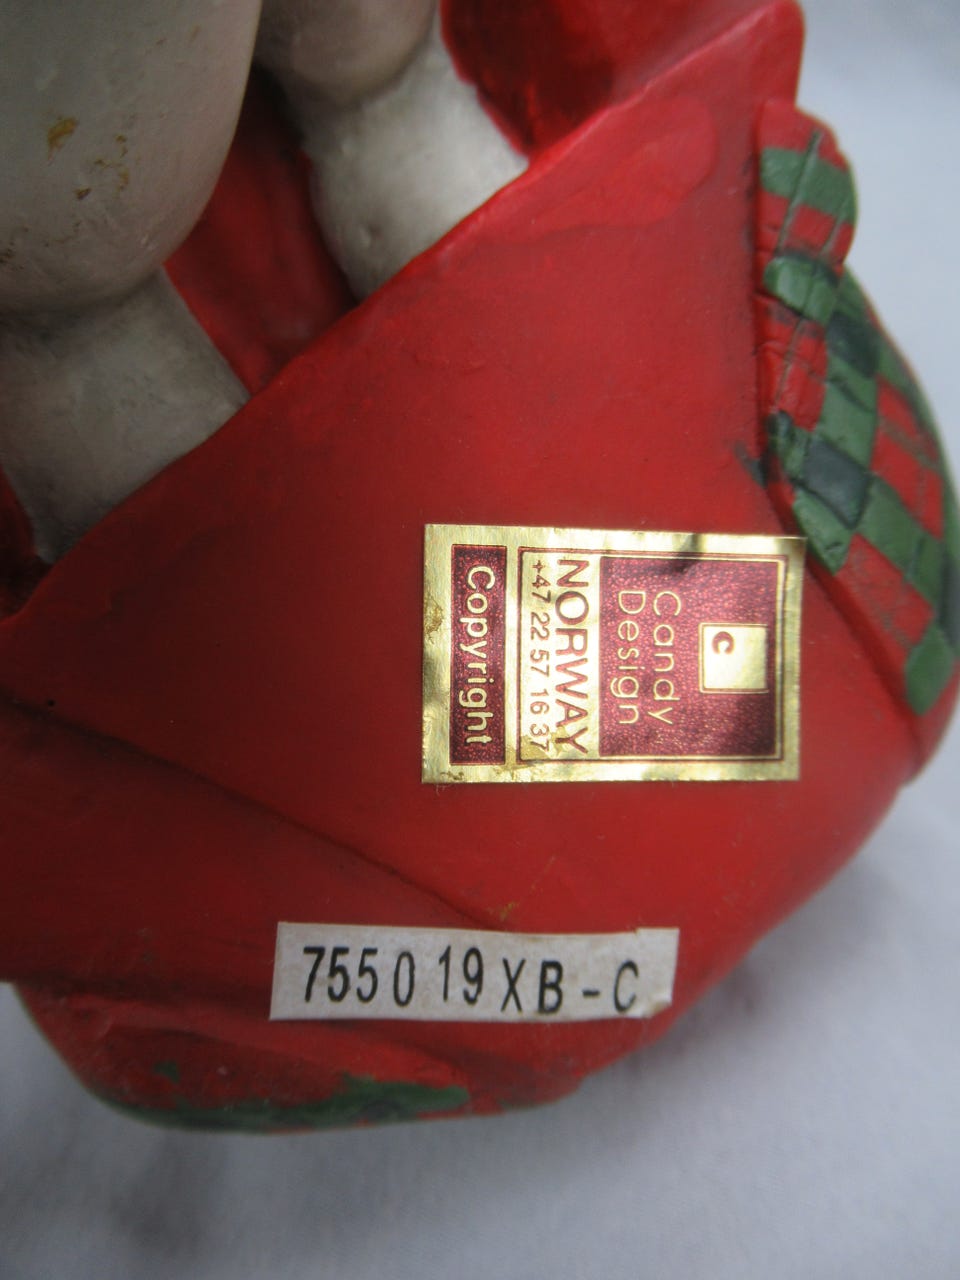 C
Candy
Design
NORWAY
+47 22 57 16 37
Copyright
755019XB-C